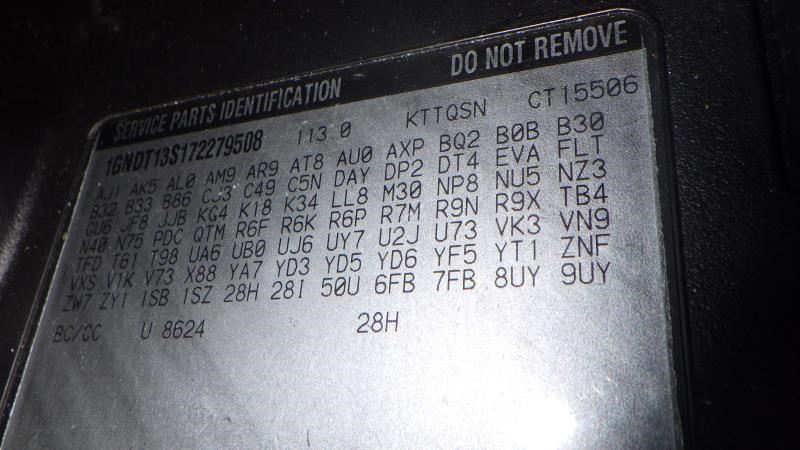 SERVICE PARTS IDENTIFICATION DO NOT REMOVE
1GNDT13S172279508 113.0 KTTQSN CT15506
AJ1 AK5 AL0 AM9 AR9 AT8 AU0 AXP BQ2 B0B B30
B32 B33 B86 CJ3 C49 C5N DAY DP2 DT4 EVA FLT
GU6 JF8 JJB KG4 K18 K34 LL8 M30 NP8 NU5 NZ3
N40 N75 PDC QTM R6F R6K R6P R7M R9N R9X TB4
TFD T61 T98 UA6 UB0 UJ6 UY7 U2J U73 VK3 VN9
VXS V1K V73 X88 YA7 YD3 YD5 YD6 YF5 YT1 ZNF
ZW7 ZY1 1SB 1SZ 28H 28I 50U 6FB 7FB 8UY 9UY
BC/CC U 8624 28H